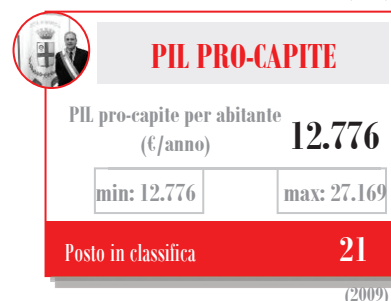 PIL PRO-CAPITE
PIL pro-capite per abitante
(€/anno)
12.776
min: 12.776
max: 27.169
Posto in classifica
21
(2009)